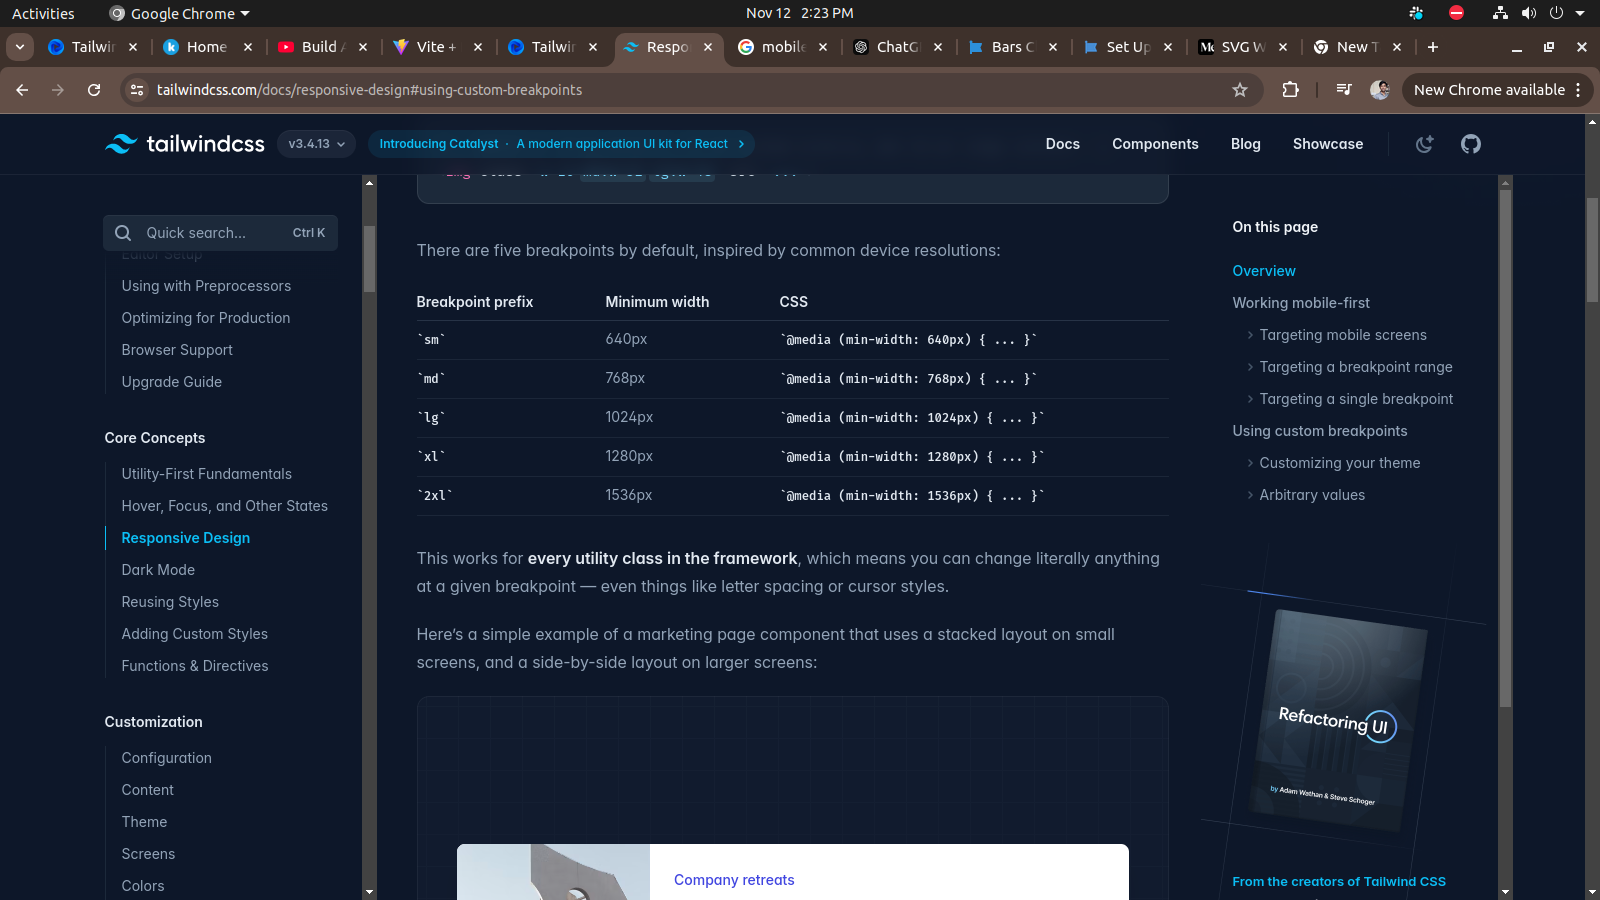 Activities
Google Chrome
Nov 12 2:23 PM
Tailwin
Home
Build A
Vite +
Tailwin
Respo
mobile
ChatG
Bars C
Set Up
SVG W
New T
tailwindcss.com/docs/responsive-design#using-custom-breakpoints
New Chrome available
tailwindcss
v3.4.13
Introducing Catalyst · A modern application UI kit for React
Docs
Components
Blog
Showcase
Quick search...
Ctrl K
Editor Setup
Using with Preprocessors
Optimizing for Production
Browser Support
Upgrade Guide
Core Concepts
Utility-First Fundamentals
Hover, Focus, and Other States
Responsive Design
Dark Mode
Reusing Styles
Adding Custom Styles
Functions & Directives
Customization
Configuration
Content
Theme
Screens
Colors
There are five breakpoints by default, inspired by common device resolutions:
Breakpoint prefix Minimum width CSS
`sm` 640px `@media (min-width: 640px) { ... }`
`md` 768px `@media (min-width: 768px) { ... }`
`lg` 1024px `@media (min-width: 1024px) { ... }`
`xl` 1280px `@media (min-width: 1280px) { ... }`
`2xl` 1536px `@media (min-width: 1536px) { ... }`
This works for every utility class in the framework, which means you can change literally anything
at a given breakpoint — even things like letter spacing or cursor styles.
Here's a simple example of a marketing page component that uses a stacked layout on small
screens, and a side-by-side layout on larger screens:
Company retreats
On this page
Overview
Working mobile-first
Targeting mobile screens
Targeting a breakpoint range
Targeting a single breakpoint
Using custom breakpoints
Customizing your theme
Arbitrary values
Refactoring UI
by Adam Wathan & Steve Schoger
From the creators of Tailwind CSS